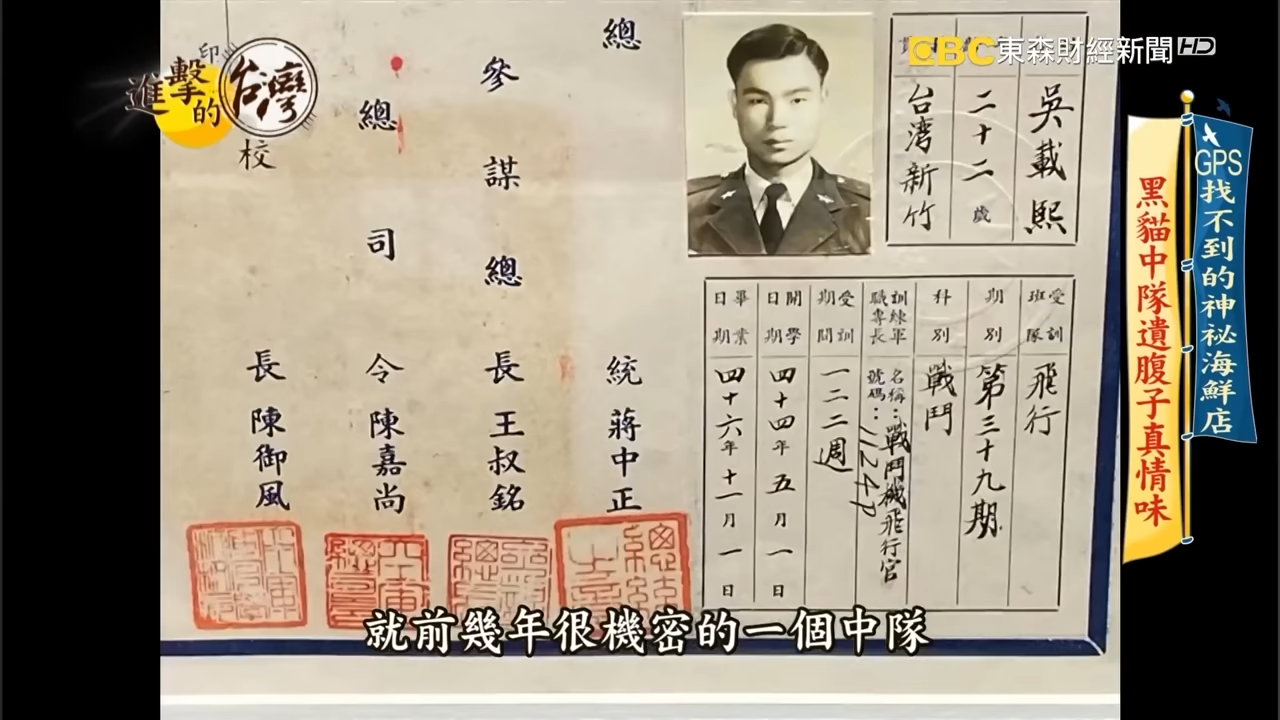 進擊的
台灣
印
EBC 東森財經新聞 HD
GPS找不到的神祕海鮮店
黑貓中隊遺腹子真情味
吳載熙
二十二歲
台湾新竹
受訓班隊 飛行
期別 第三十九期
科別 戰鬥
訓練軍職專長 名稱：戰鬥機飛行官
號碼：1124D
受訓期間 一二二週
開學日期 四十四年五月一日
畢業日期 四十六年十一月一日
總統 蔣中正
參謀總長 王叔銘
總司令 陳嘉尚
校長 陳御風
就前幾年很機密的一個中隊